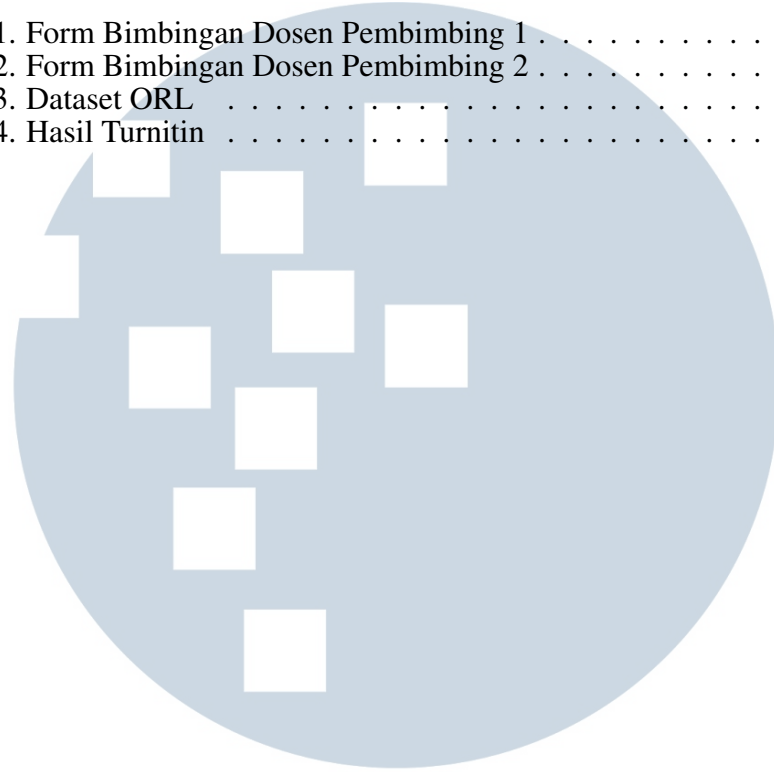 1. Form Bimbingan Dosen Pembimbing 1 . . . . . . . . . .
2. Form Bimbingan Dosen Pembimbing 2 . . . . . . . . . .
3. Dataset ORL . . . . . . . . . . . . . . . . . . . . . . .
4. Hasil Turnitin . . . . . . . . . . . . . . . . . . . . . . .